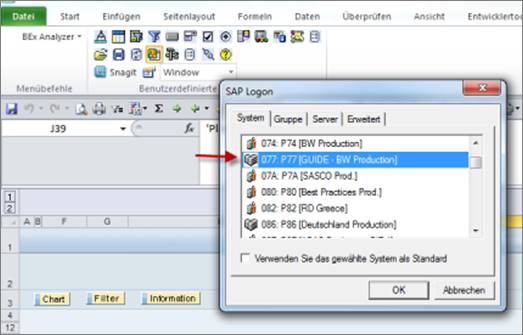 Datei Start Einfügen Seitenlayout Formeln Daten Überprüfen Ansicht Entwicklertoo
BEx Analyzer
Snagit Window
Menübefehle
Benutzerdefinierte
J39 fx 'Pl
1
2
A B F G
1
2
3
4
12
Chart Filter Information
SAP Logon
System Gruppe Server Erweitert
074: P74 [BW Production]
077: P77 [GUIDE - BW Production]
07A: P7A [SASCO Prod.]
080: P80 [Best Practices Prod.]
082: P82 [RD Greece]
086: P86 [Deutschland Production]
Verwenden Sie das gewählte System als Standard
OK Abbrechen